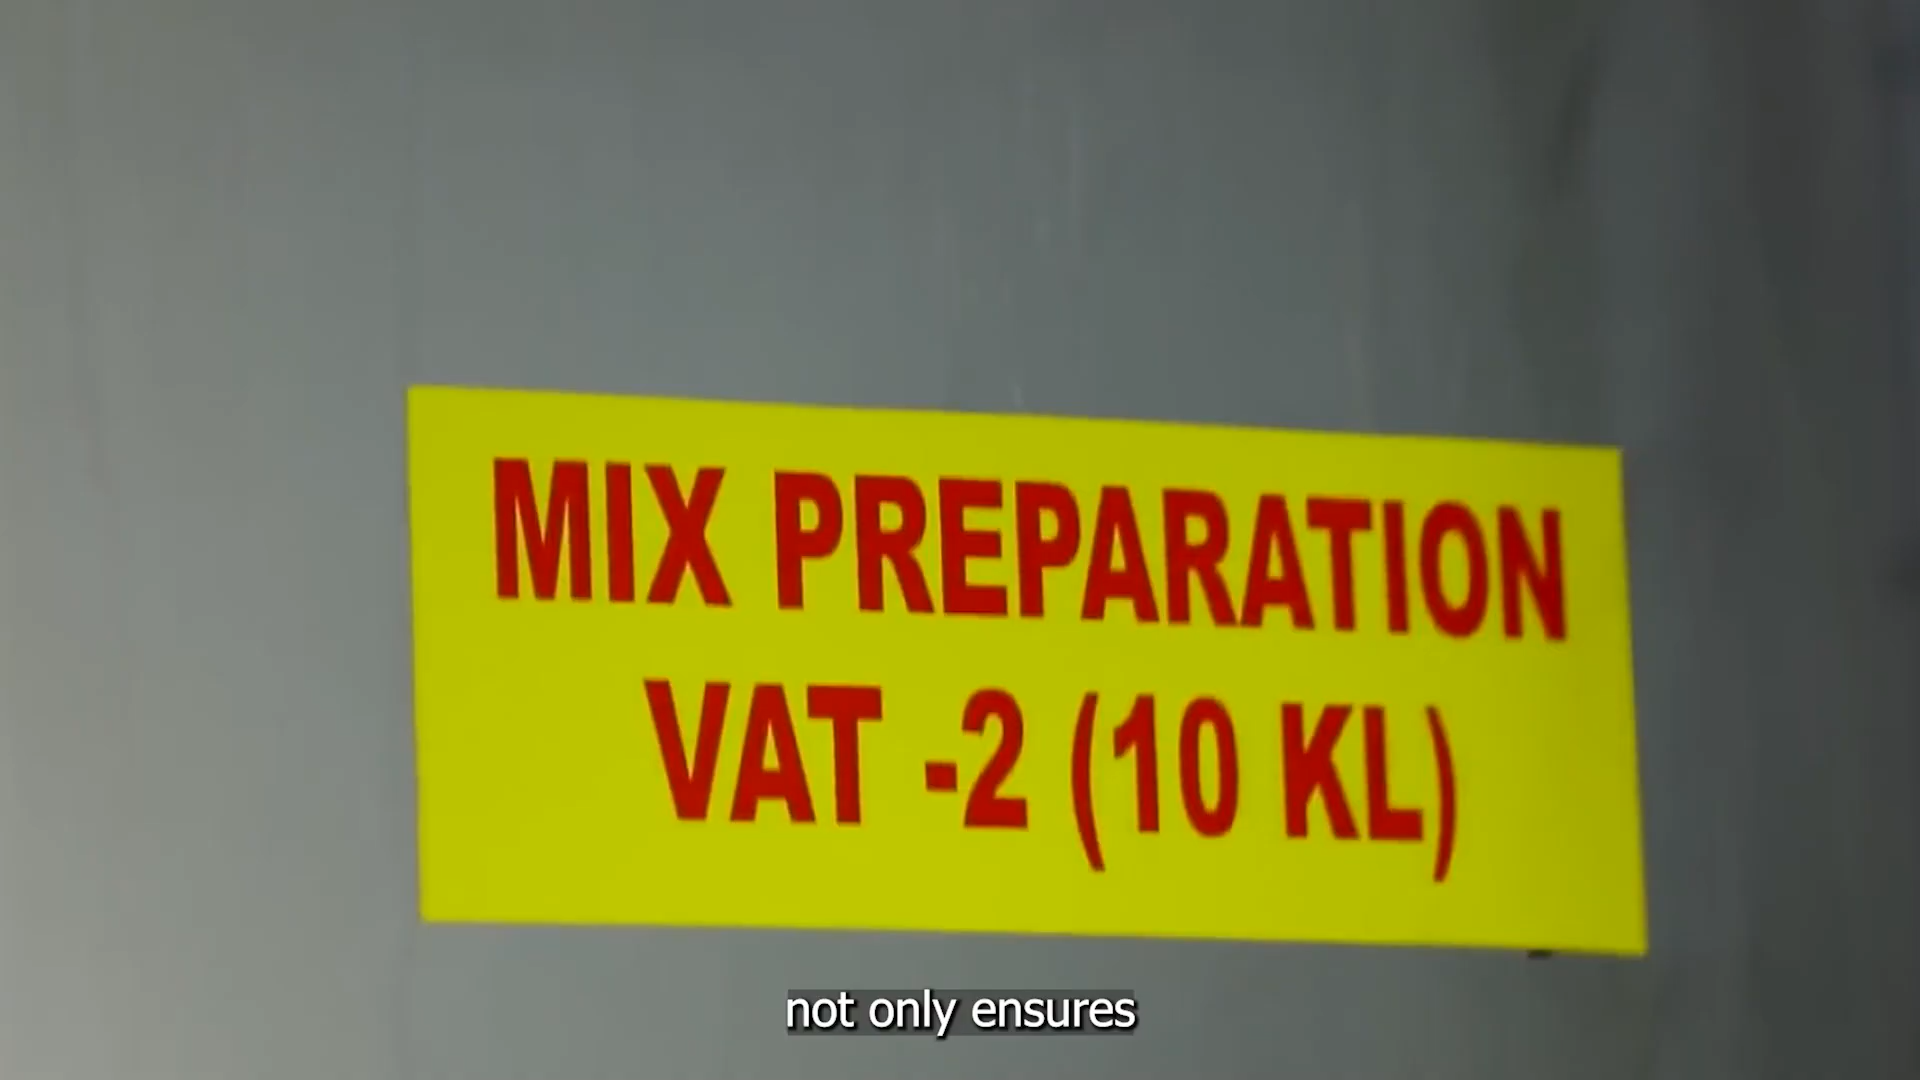 MIX PREPARATION
VAT -2 (10 KL)
not only ensures